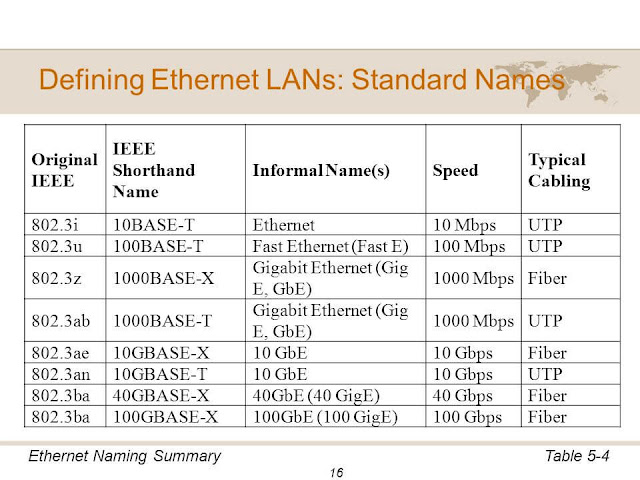 Defining Ethernet LANs: Standard Names
Original IEEE IEEE Shorthand Name Informal Name(s) Speed Typical Cabling
802.3i 10BASE-T Ethernet 10 Mbps UTP
802.3u 100BASE-T Fast Ethernet (Fast E) 100 Mbps UTP
802.3z 1000BASE-X Gigabit Ethernet (Gig E, GbE) 1000 Mbps Fiber
802.3ab 1000BASE-T Gigabit Ethernet (Gig E, GbE) 1000 Mbps UTP
802.3ae 10GBASE-X 10 GbE 10 Gbps Fiber
802.3an 10GBASE-T 10 GbE 10 Gbps UTP
802.3ba 40GBASE-X 40GbE (40 GigE) 40 Gbps Fiber
802.3ba 100GBASE-X 100GbE (100 GigE) 100 Gbps Fiber
Ethernet Naming Summary Table 5-4
16